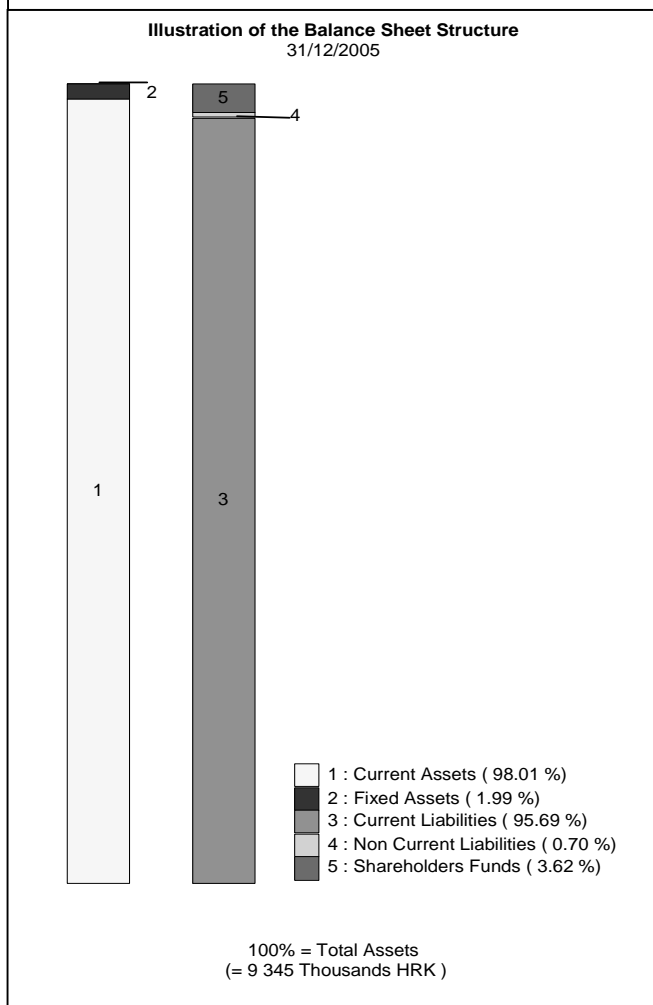 Illustration of the Balance Sheet Structure
31/12/2005
2
5
4
1
3
1 : Current Assets ( 98.01 %)
2 : Fixed Assets ( 1.99 %)
3 : Current Liabilities ( 95.69 %)
4 : Non Current Liabilities ( 0.70 %)
5 : Shareholders Funds ( 3.62 %)
100% = Total Assets
(= 9 345 Thousands HRK )